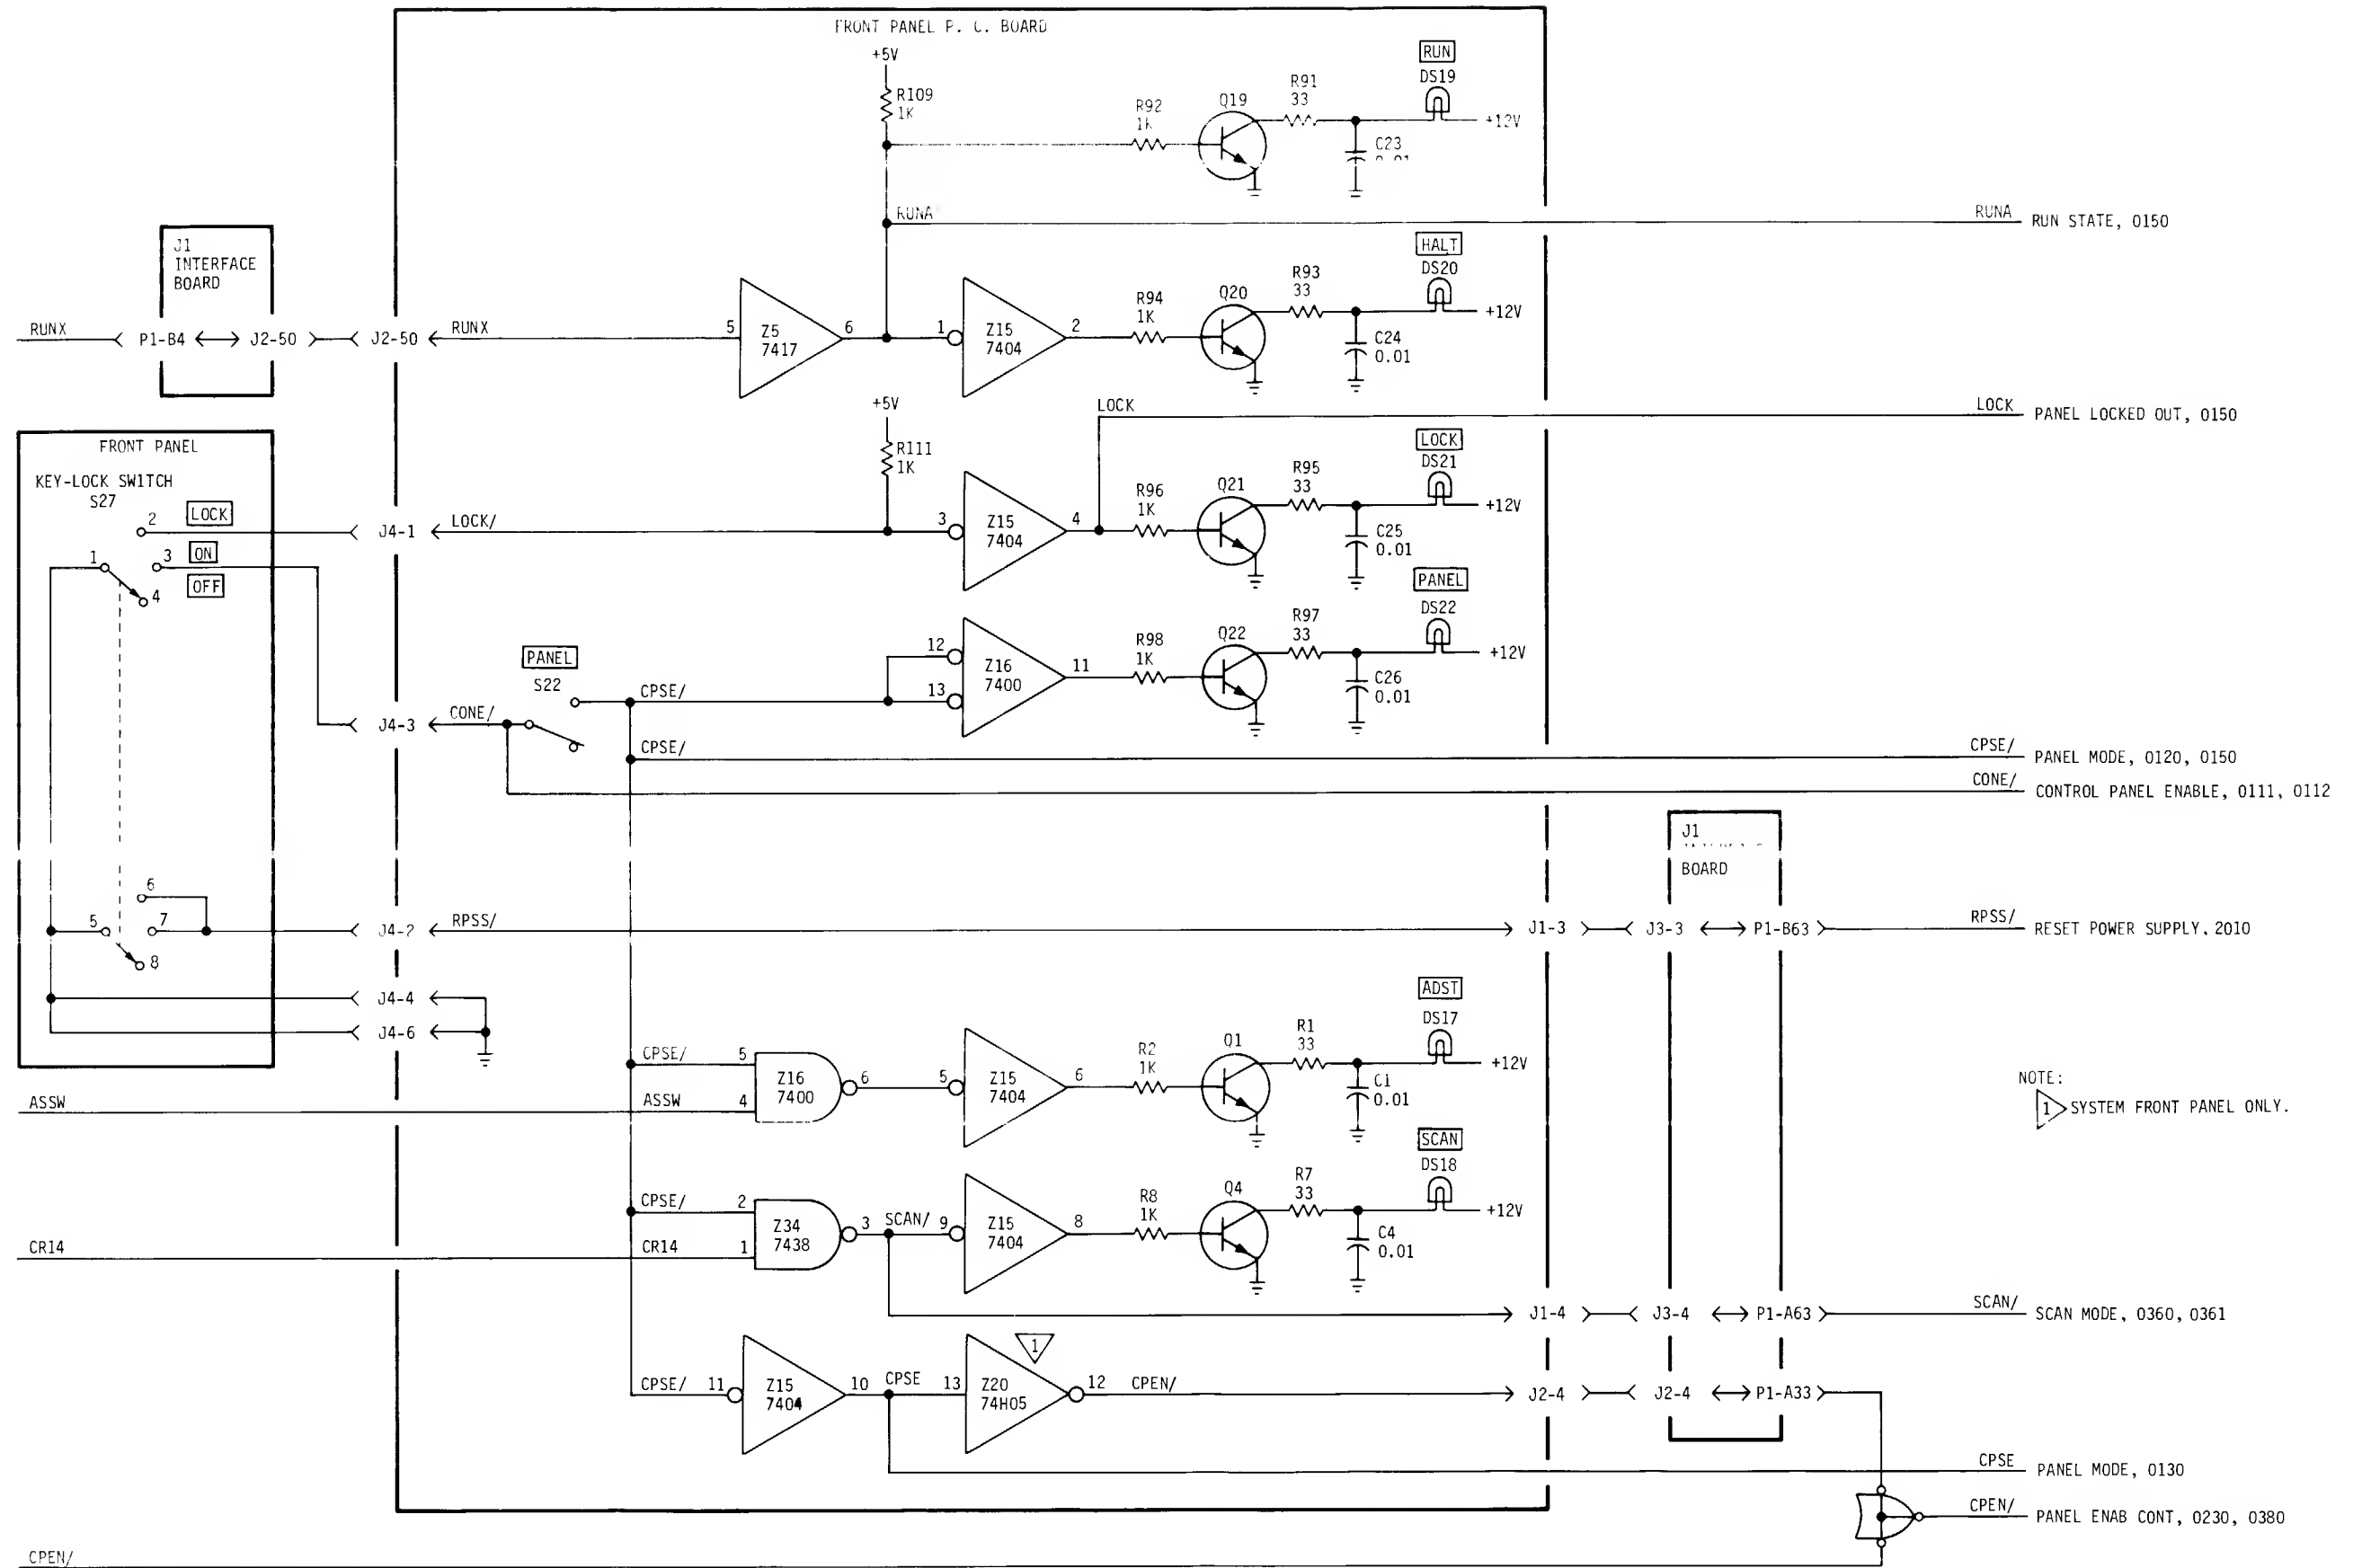 FRONT PANEL P. C. BOARD
+5V
R109
1K
R92
1K
Q19
R91
33
RUN
DS19
+12V
C23
RUNA
RUNA
RUN STATE, 0150
J1
INTERFACE
BOARD
RUNX
P1-B4
J2-50
J2-50
RUNX
5
Z5
7417
6
1
Z15
7404
2
R94
1K
Q20
R93
33
HALT
DS20
+12V
C24
0.01
+5V
R111
1K
LOCK
LOCK
PANEL LOCKED OUT, 0150
FRONT PANEL
KEY-LOCK SWITCH
S27
2
LOCK
1
3
ON
4
OFF
J4-1
LOCK/
3
Z15
7404
4
R96
1K
Q21
R95
33
LOCK
DS21
+12V
C25
0.01
PANEL
S22
J4-3
CONE/
CPSE/
12
13
Z16
7400
11
R98
1K
Q22
R97
33
PANEL
DS22
+12V
C26
0.01
CPSE/
CPSE/
PANEL MODE, 0120, 0150
CONE/
CONTROL PANEL ENABLE, 0111, 0112
J1
BOARD
6
5
7
8
J4-2
RPSS/
J1-3
J3-3
P1-B63
RPSS/
RESET POWER SUPPLY, 2010
J4-4
J4-6
ASSW
CPSE/
5
ASSW
4
Z16
7400
6
5
Z15
7404
6
R2
1K
Q1
R1
33
ADST
DS17
+12V
C1
0.01
NOTE:
1 SYSTEM FRONT PANEL ONLY.
CR14
CPSE/
2
CR14
1
Z34
7438
3
SCAN/
9
Z15
7404
8
R8
1K
Q4
R7
33
SCAN
DS18
+12V
C4
0.01
J1-4
J3-4
P1-A63
SCAN/
SCAN MODE, 0360, 0361
CPSE/
11
Z15
7404
10
CPSE
13
1
Z20
74H05
12
CPEN/
J2-4
J2-4
P1-A33
CPSE
PANEL MODE, 0130
CPEN/
PANEL ENAB CONT, 0230, 0380
CPEN/